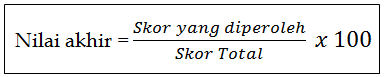 Nilai akhir = Skor yang diperoleh / Skor Total x 100